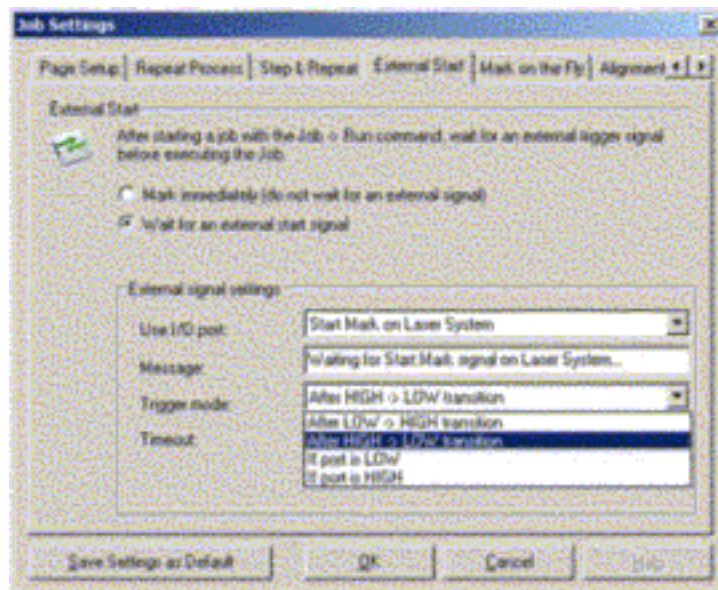 Job Settings
Page Setup Repeat Process Step & Repeat External Start Mark on the Fly Alignment
External Start
After starting a job with the Job -> Run command, wait for an external trigger signal
before executing the Job.
Mark immediately (do not wait for an external signal)
Wait for an external start signal
External signal settings
Use I/O port: Start Mark on Laser System
Message: Waiting for Start Mark signal on Laser System...
Trigger mode: After HIGH -> LOW transition
After LOW -> HIGH transition
Timeout: After HIGH -> LOW transition
If port is LOW
If port is HIGH
Save Settings as Default OK Cancel Help